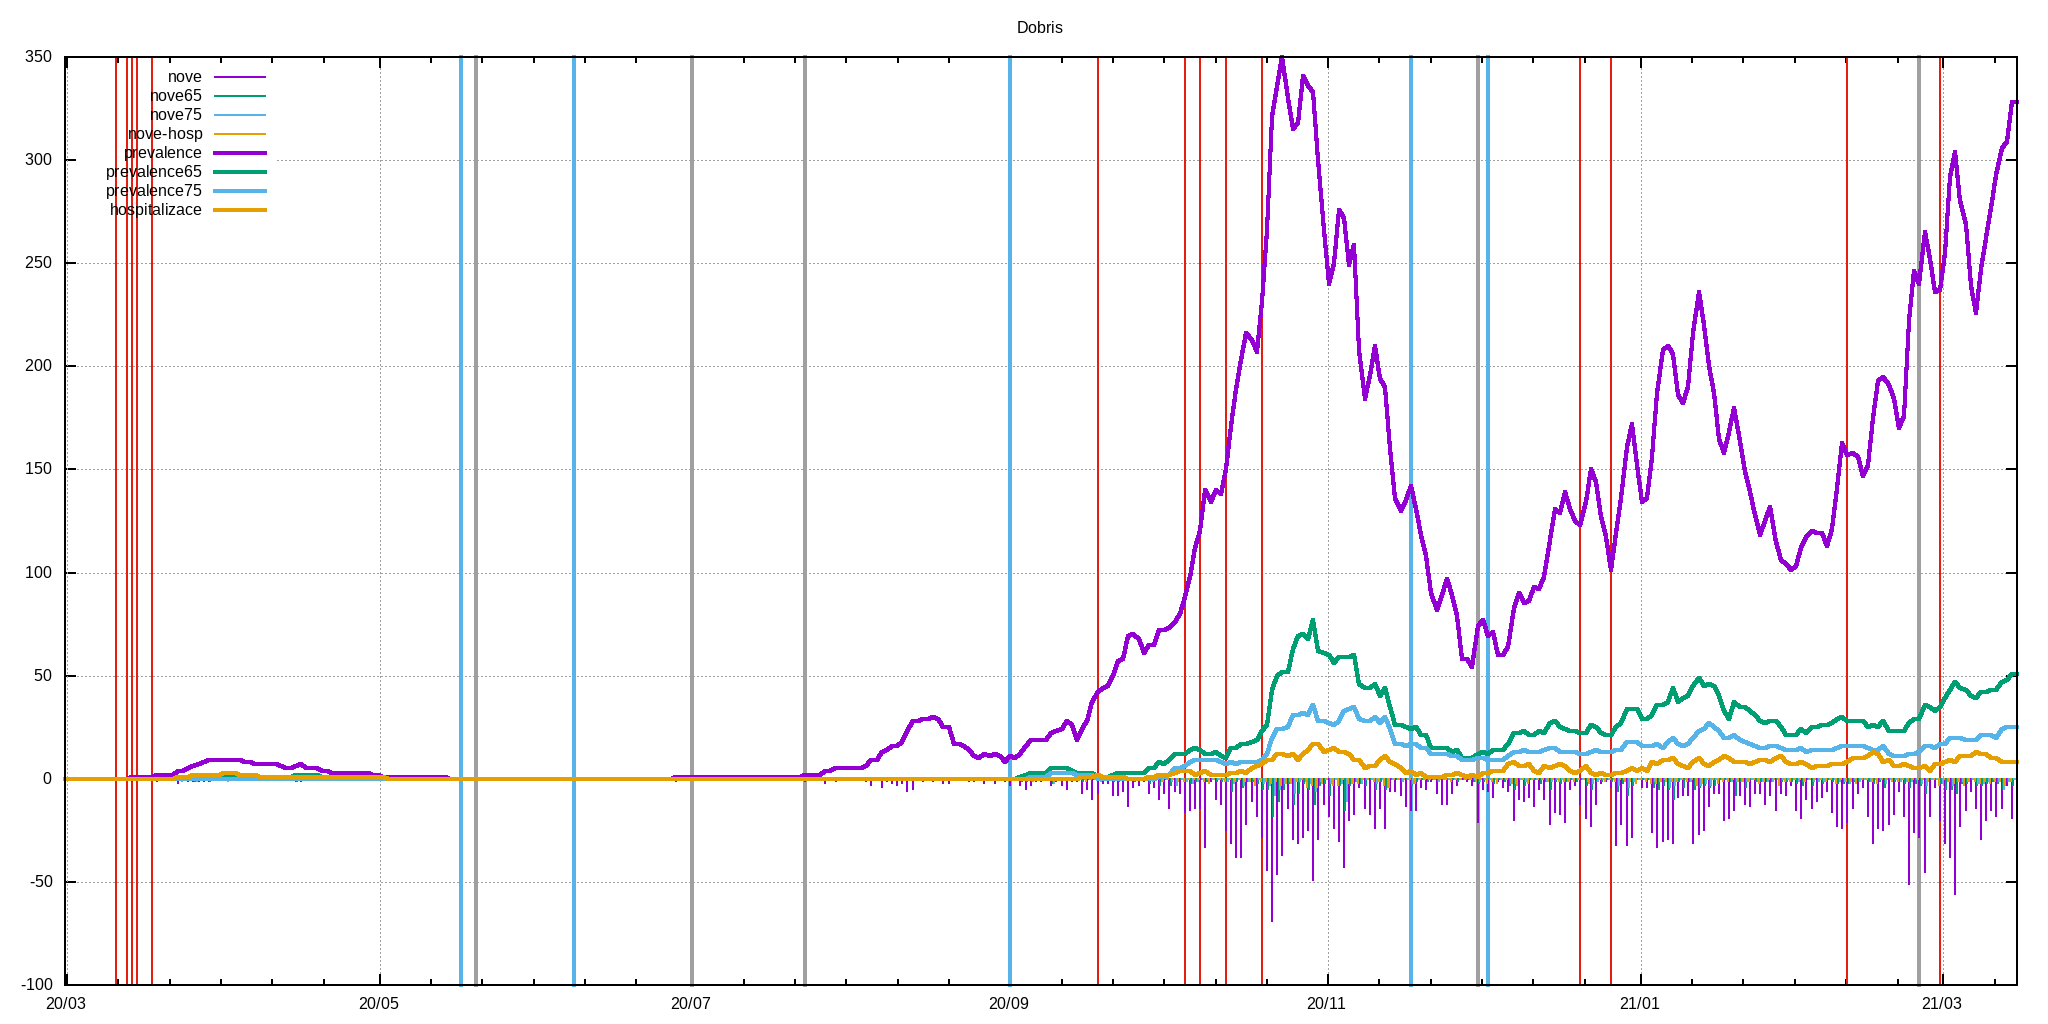 Dobris
350
300
250
200
150
100
50
0
-50
-100
nove
nove65
nove75
nove-hosp
prevalence
prevalence65
prevalence75
hospitalizace
20/03 20/05 20/07 20/09 20/11 21/01 21/03